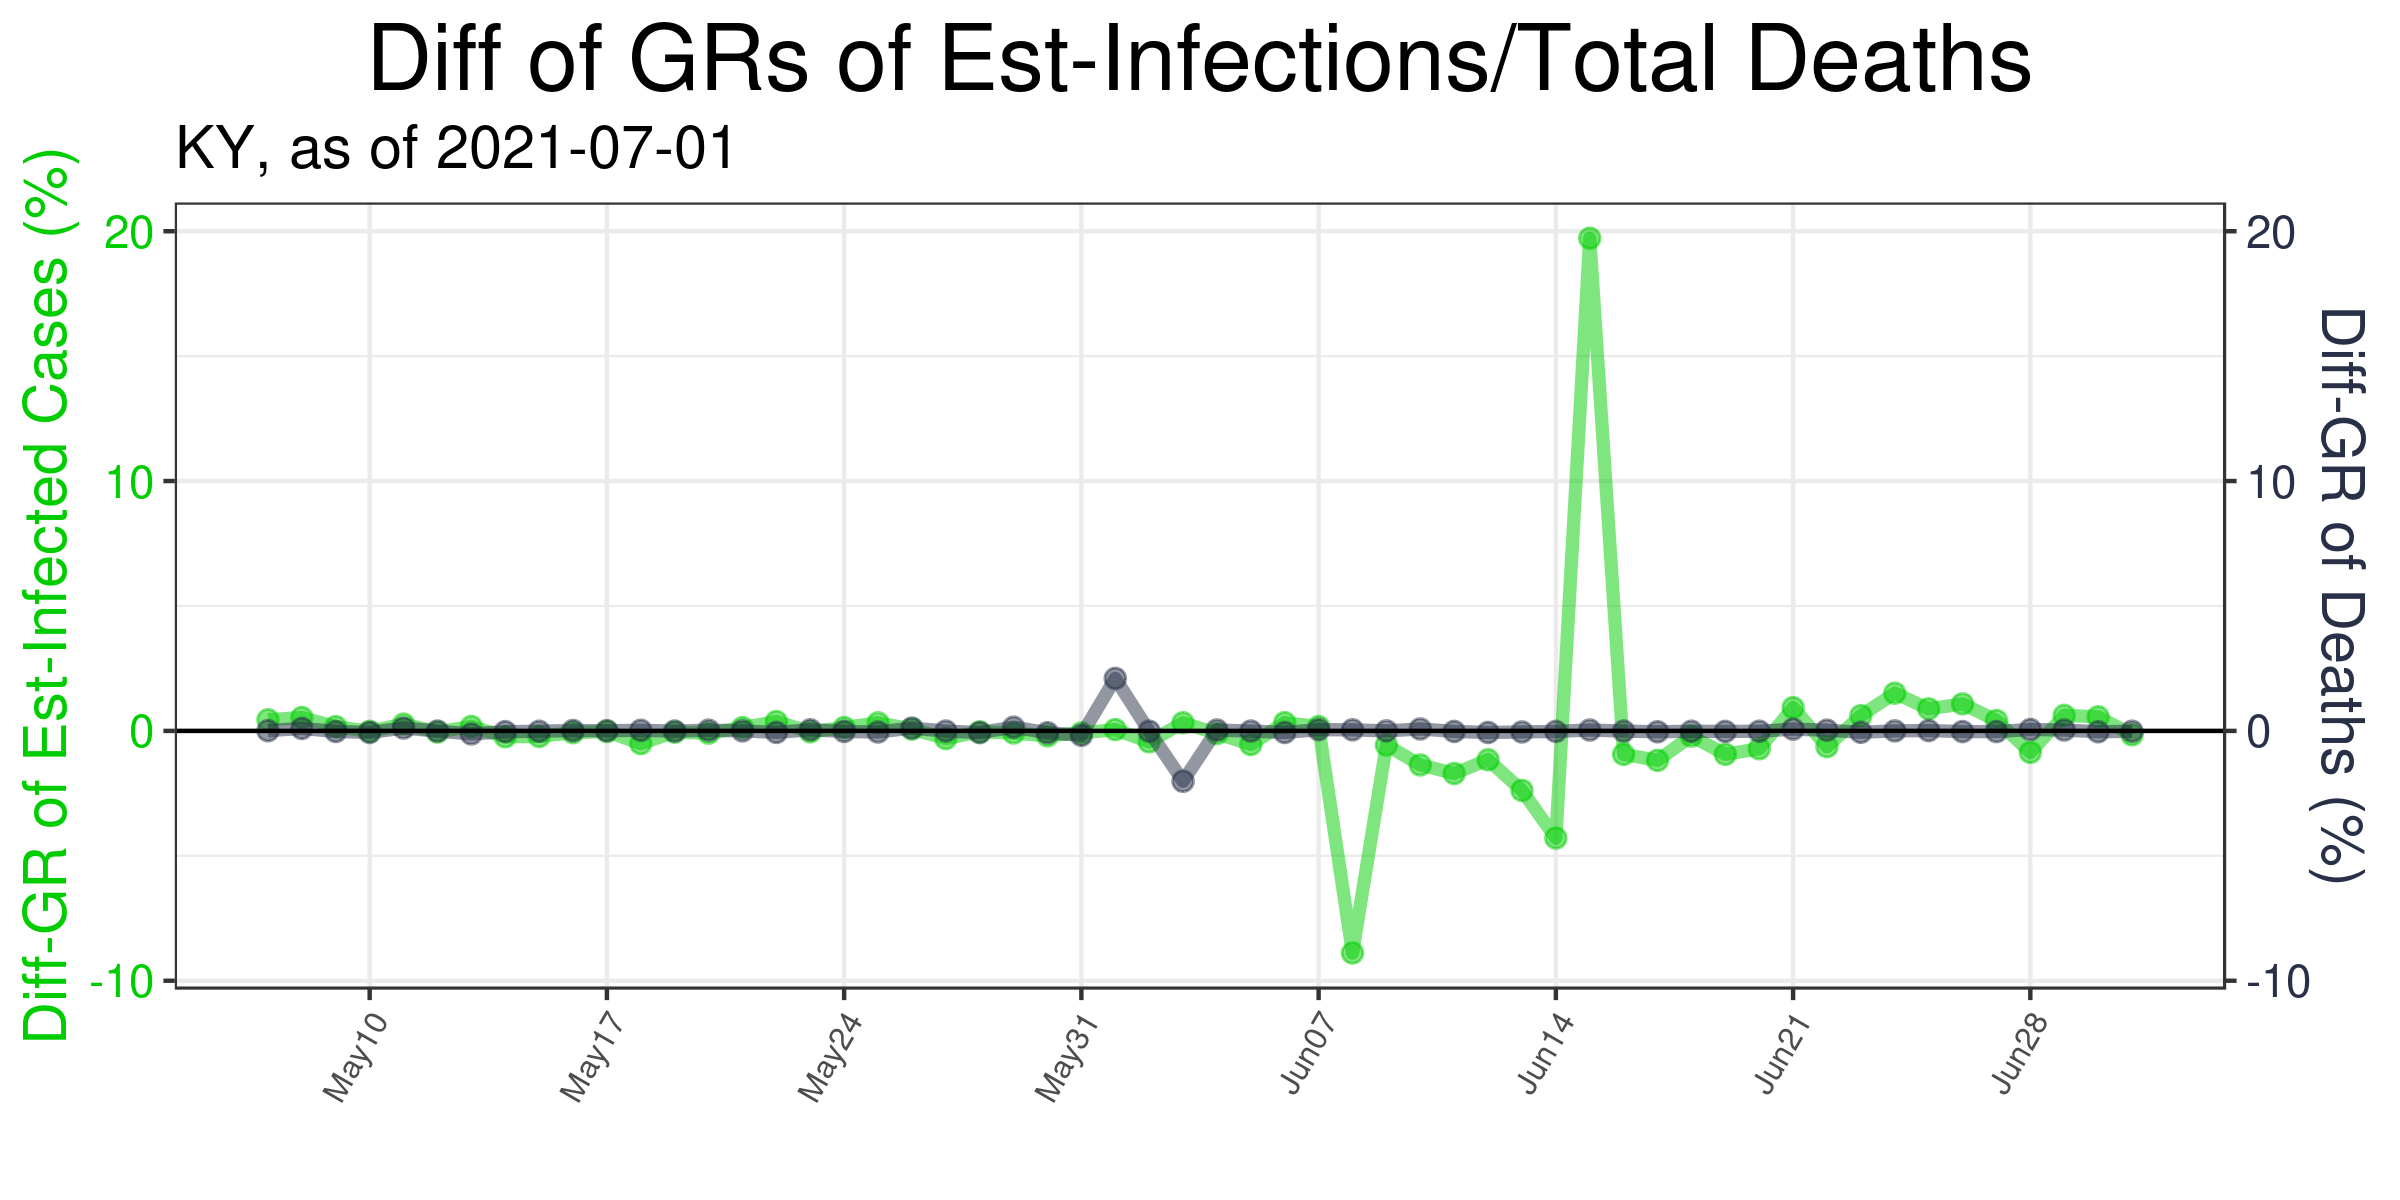 Diff of GRs of Est-Infections/Total Deaths
KY, as of 2021-07-01
Diff-GR of Est-Infected Cases (%)
20
10
0
-10
20
10
0
-10
Diff-GR of Deaths (%)
May10
May17
May24
May31
Jun07
Jun14
Jun21
Jun28